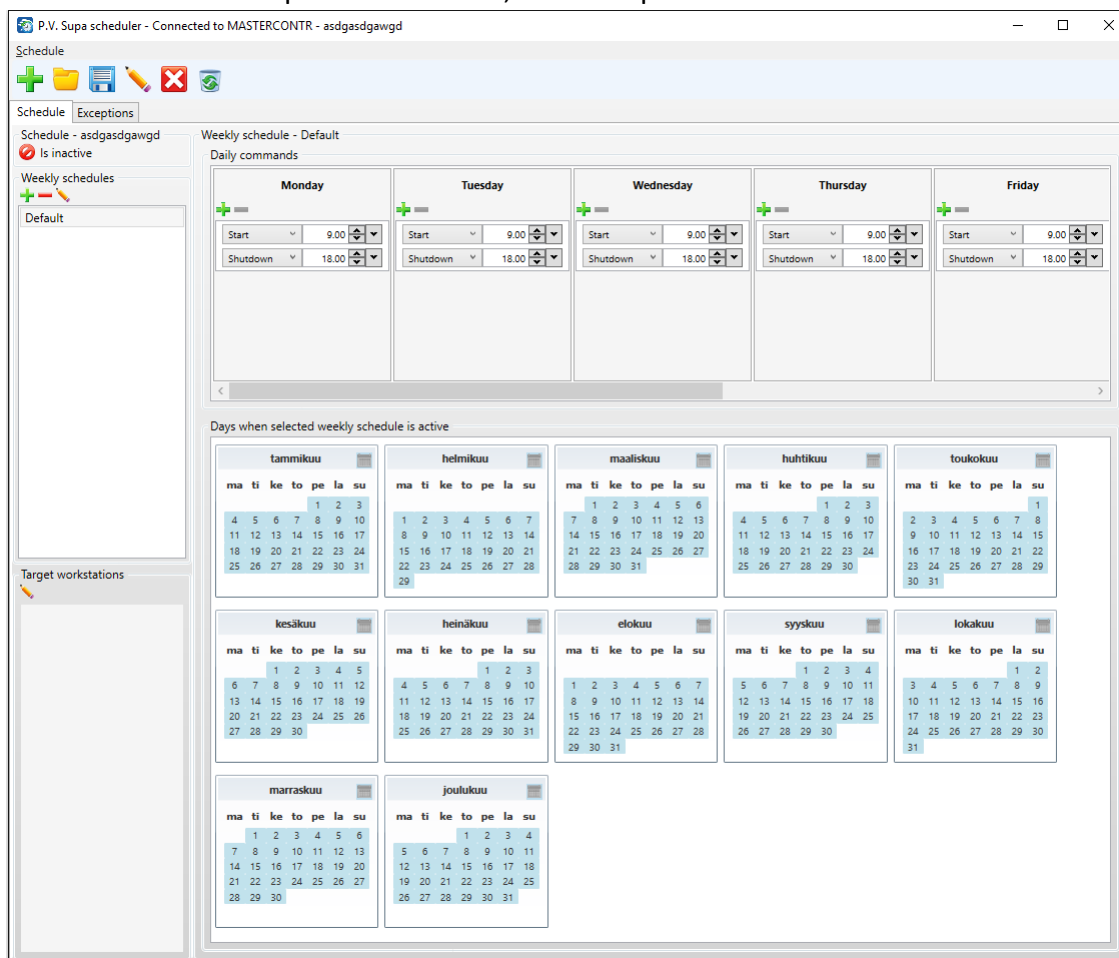 P.V. Supa scheduler - Connected to MASTERCONTR - asdgasdgawgd
Schedule
Schedule Exceptions
Schedule - asdgasdgawgd
Is inactive
Weekly schedules
Default
Target workstations
Weekly schedule - Default
Daily commands
Monday Tuesday Wednesday Thursday Friday
Start 9.00 Start 9.00 Start 9.00 Start 9.00 Start 9.00
Shutdown 18.00 Shutdown 18.00 Shutdown 18.00 Shutdown 18.00 Shutdown 18.00
Days when selected weekly schedule is active
tammikuu
ma ti ke to pe la su
1 2 3
4 5 6 7 8 9 10
11 12 13 14 15 16 17
18 19 20 21 22 23 24
25 26 27 28 29 30 31
helmikuu
ma ti ke to pe la su
1 2 3 4 5 6 7
8 9 10 11 12 13 14
15 16 17 18 19 20 21
22 23 24 25 26 27 28
29
maaliskuu
ma ti ke to pe la su
1 2 3 4 5 6
7 8 9 10 11 12 13
14 15 16 17 18 19 20
21 22 23 24 25 26 27
28 29 30 31
huhtikuu
ma ti ke to pe la su
1 2 3
4 5 6 7 8 9 10
11 12 13 14 15 16 17
18 19 20 21 22 23 24
25 26 27 28 29 30
toukokuu
ma ti ke to pe la su
1
2 3 4 5 6 7 8
9 10 11 12 13 14 15
16 17 18 19 20 21 22
23 24 25 26 27 28 29
30 31
kesäkuu
ma ti ke to pe la su
1 2 3 4 5
6 7 8 9 10 11 12
13 14 15 16 17 18 19
20 21 22 23 24 25 26
27 28 29 30
heinäkuu
ma ti ke to pe la su
1 2 3
4 5 6 7 8 9 10
11 12 13 14 15 16 17
18 19 20 21 22 23 24
25 26 27 28 29 30 31
elokuu
ma ti ke to pe la su
1 2 3 4 5 6 7
8 9 10 11 12 13 14
15 16 17 18 19 20 21
22 23 24 25 26 27 28
29 30 31
syyskuu
ma ti ke to pe la su
1 2 3 4
5 6 7 8 9 10 11
12 13 14 15 16 17 18
19 20 21 22 23 24 25
26 27 28 29 30
lokakuu
ma ti ke to pe la su
1 2
3 4 5 6 7 8 9
10 11 12 13 14 15 16
17 18 19 20 21 22 23
24 25 26 27 28 29 30
31
marraskuu
ma ti ke to pe la su
1 2 3 4 5 6
7 8 9 10 11 12 13
14 15 16 17 18 19 20
21 22 23 24 25 26 27
28 29 30
joulukuu
ma ti ke to pe la su
1 2 3 4
5 6 7 8 9 10 11
12 13 14 15 16 17 18
19 20 21 22 23 24 25
26 27 28 29 30 31